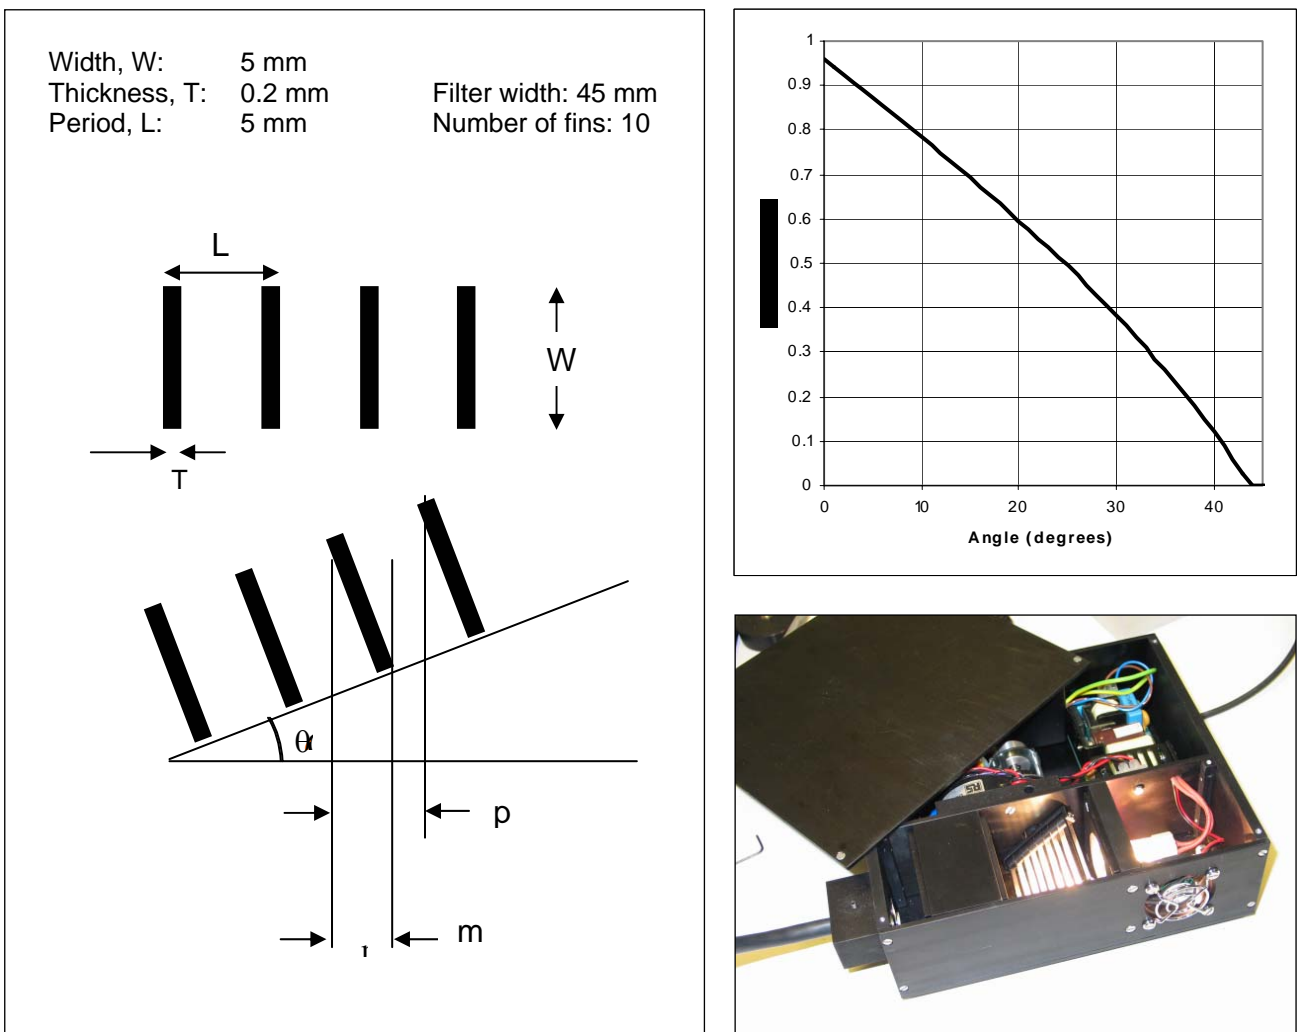 Width, W: 5 mm
Thickness, T: 0.2 mm Filter width: 45 mm
Period, L: 5 mm Number of fins: 10
L
W
T
θ
p
m
1
0.9
0.8
0.7
0.6
0.5
0.4
0.3
0.2
0.1
0
0 10 20 30 40
Angle (degrees)
RS